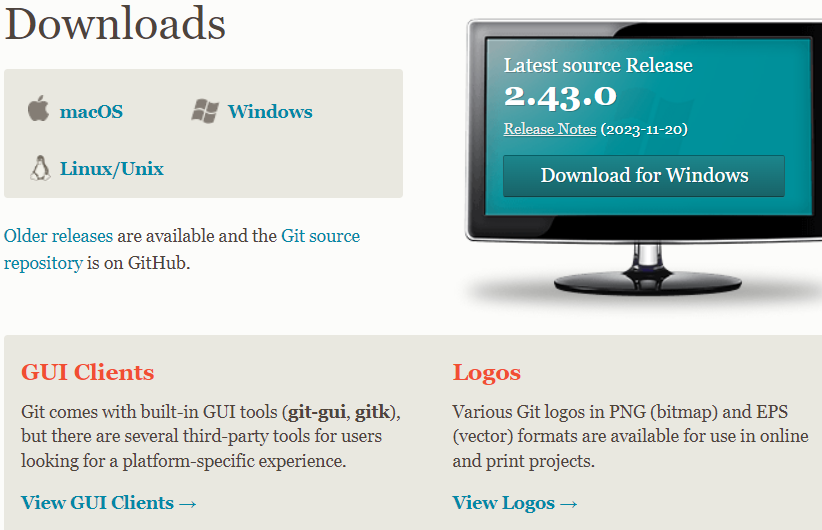 Downloads
macOS
Windows
Linux/Unix
Older releases are available and the Git source
repository is on GitHub.
Latest source Release
2.43.0
Release Notes (2023-11-20)
Download for Windows
GUI Clients
Git comes with built-in GUI tools (git-gui, gitk),
but there are several third-party tools for users
looking for a platform-specific experience.
View GUI Clients →
Logos
Various Git logos in PNG (bitmap) and EPS
(vector) formats are available for use in online
and print projects.
View Logos →